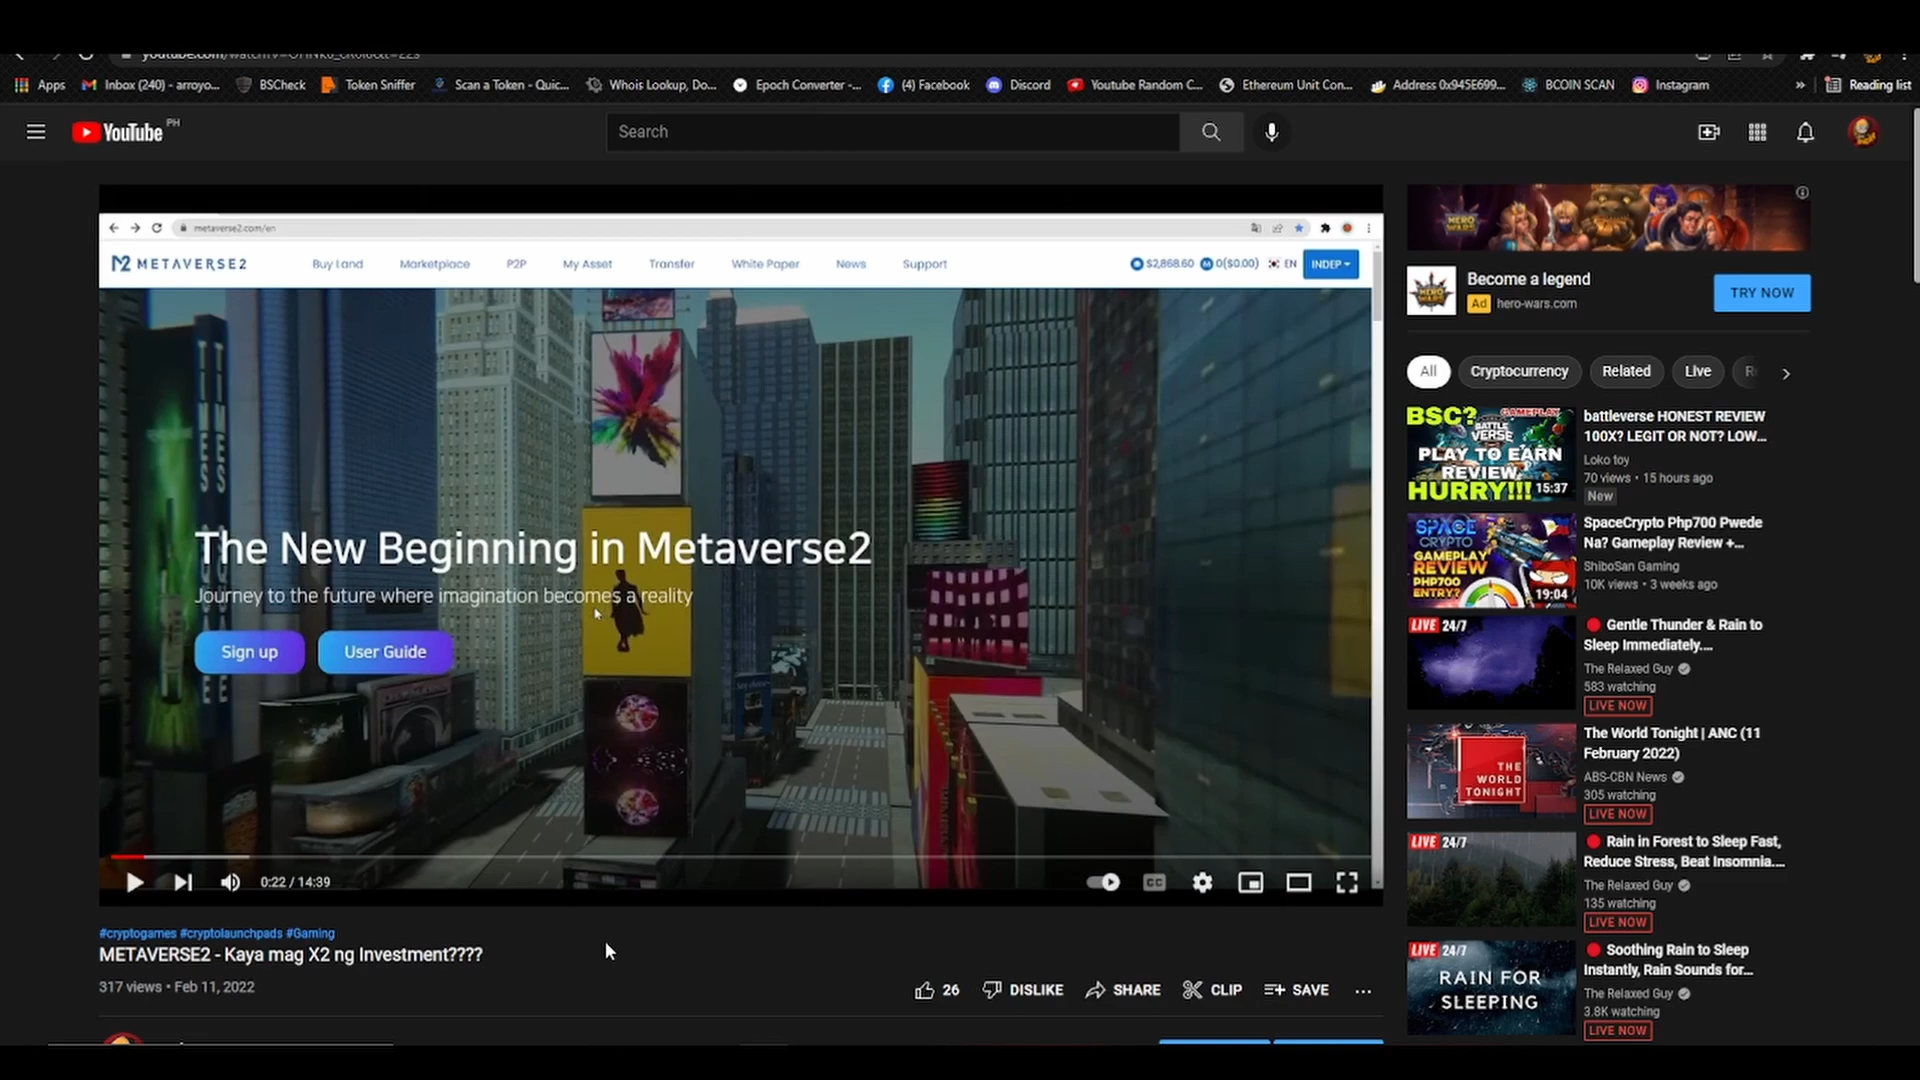 Apps
Inbox (240) - arroyo...
BSCheck
Token Sniffer
Scan a Token - Quic...
Whois Lookup, Do...
Epoch Converter -...
(4) Facebook
Discord
Youtube Random C...
Ethereum Unit Con...
Address 0x945E699...
BCOIN SCAN
Instagram
»
Reading list
YouTube PH
Search
metaverse2.com/en
METAVERSE2
Buy Land
Marketplace
P2P
My Asset
Transfer
White Paper
News
Support
$2,868.60
0($0.00)
EN
INDEP
The New Beginning in Metaverse2
Journey to the future where imagination becomes a reality
Sign up
User Guide
0:22 / 14:39
CC
#cryptogames #cryptolaunchpads #Gaming
METAVERSE2 - Kaya mag X2 ng Investment????
317 views • Feb 11, 2022
26
DISLIKE
SHARE
CLIP
SAVE
HERO WARS
Become a legend
Ad hero-wars.com
TRY NOW
All
Cryptocurrency
Related
Live
BSC?
GAMEPLAY
BATTLE VERSE
PLAY TO EARN
REVIEW
HURRY!!!
15:37
battleverse HONEST REVIEW
100X? LEGIT OR NOT? LOW...
Loko toy
70 views • 15 hours ago
New
SPACE
CRYPTO
GAMEPLAY
REVIEW
PHP700
ENTRY?
19:04
SpaceCrypto Php700 Pwede
Na? Gameplay Review +...
ShiboSan Gaming
10K views • 3 weeks ago
LIVE 24/7
Gentle Thunder & Rain to
Sleep Immediately....
The Relaxed Guy
583 watching
LIVE NOW
THE
WORLD
TONIGHT
The World Tonight | ANC (11
February 2022)
ABS-CBN News
305 watching
LIVE NOW
LIVE 24/7
Rain in Forest to Sleep Fast,
Reduce Stress, Beat Insomnia....
The Relaxed Guy
135 watching
LIVE NOW
LIVE 24/7
RAIN FOR
SLEEPING
Soothing Rain to Sleep
Instantly, Rain Sounds for...
The Relaxed Guy
3.8K watching
LIVE NOW